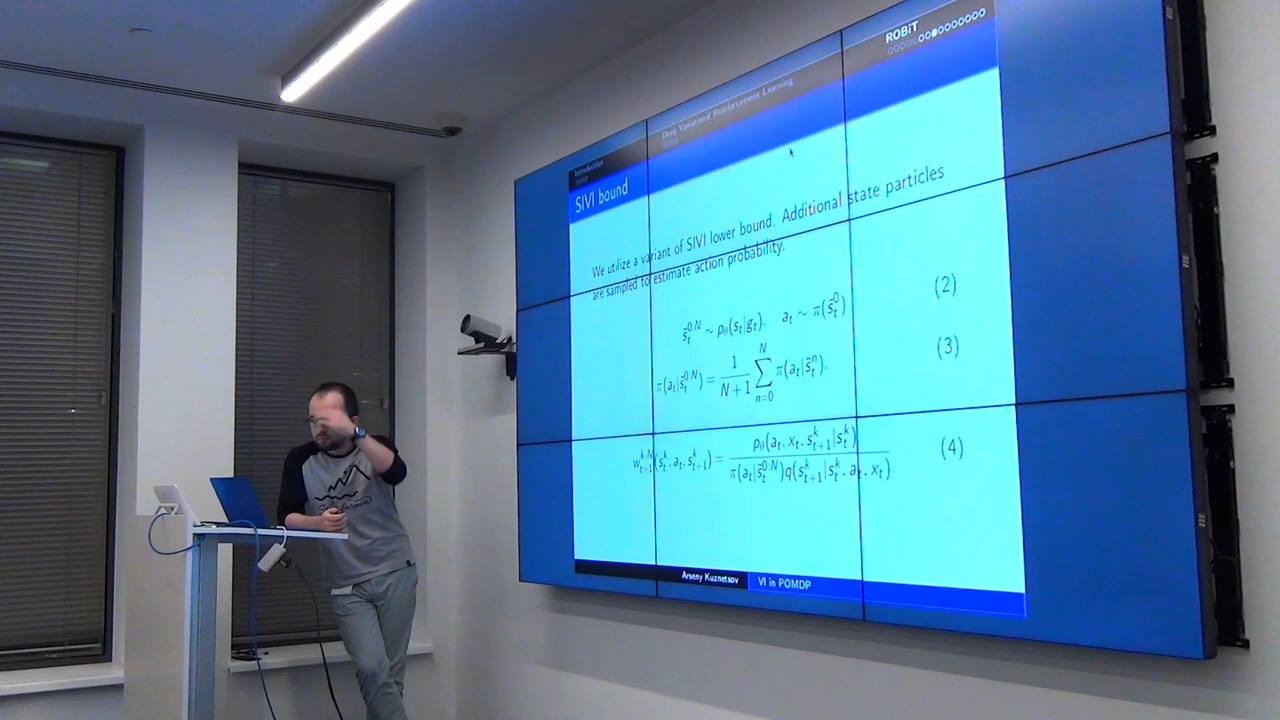 Introduction
Deep Variational Reinforcement Learning
ROBiT
SIVI bound
We utilize a variant of SIVI lower bound. Additional state particles
are sampled to estimate action probability.
s̃_t^{0:N} ∼ p_θ(s_t|g_t), a_t ∼ π(s̃_t^0) (2)
π(a_t|s̃_t^{0:N}) = \frac{1}{N+1} \sum_{n=0}^{N} π(a_t|s̃_t^n). (3)
w_{t+1}^{k,N}(s_t^k, a_t, s_{t+1}^k) = \frac{p_θ(a_t, x_t, s_{t+1}^k|s_t^k)}{π(a_t|s̃_t^{0:N})q(s_{t+1}^k|s_t^k, a_t, x_t)} (4)
Arseny Kuznetsov VI in POMDP